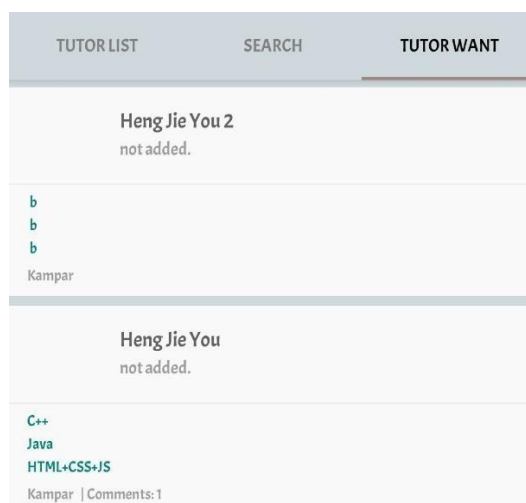 TUTOR LIST SEARCH TUTOR WANT
Heng Jie You 2
not added.
b
b
b
Kampar
Heng Jie You
not added.
C++
Java
HTML+CSS+JS
Kampar | Comments: 1